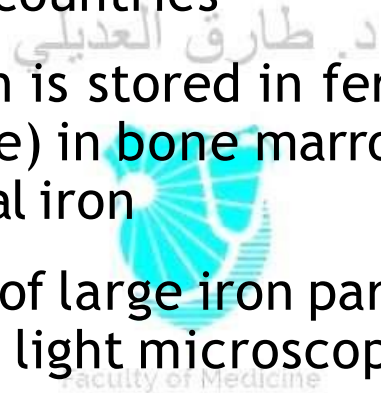 countries
د. طارق العديلي
n is stored in fer
e) in bone marro
al iron
of large iron par
light microscop
Faculty of Medicine